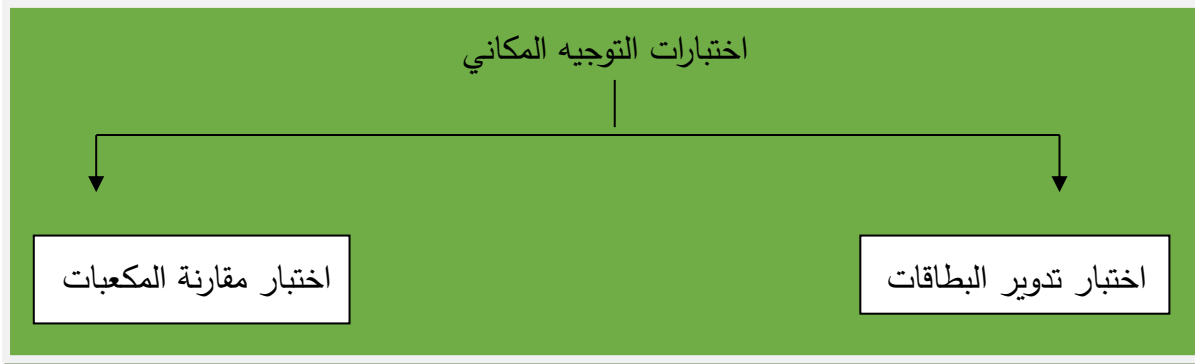 اختبارات التوجيه المكاني
اختبار تدوير البطاقات
اختبار مقارنة المكعبات